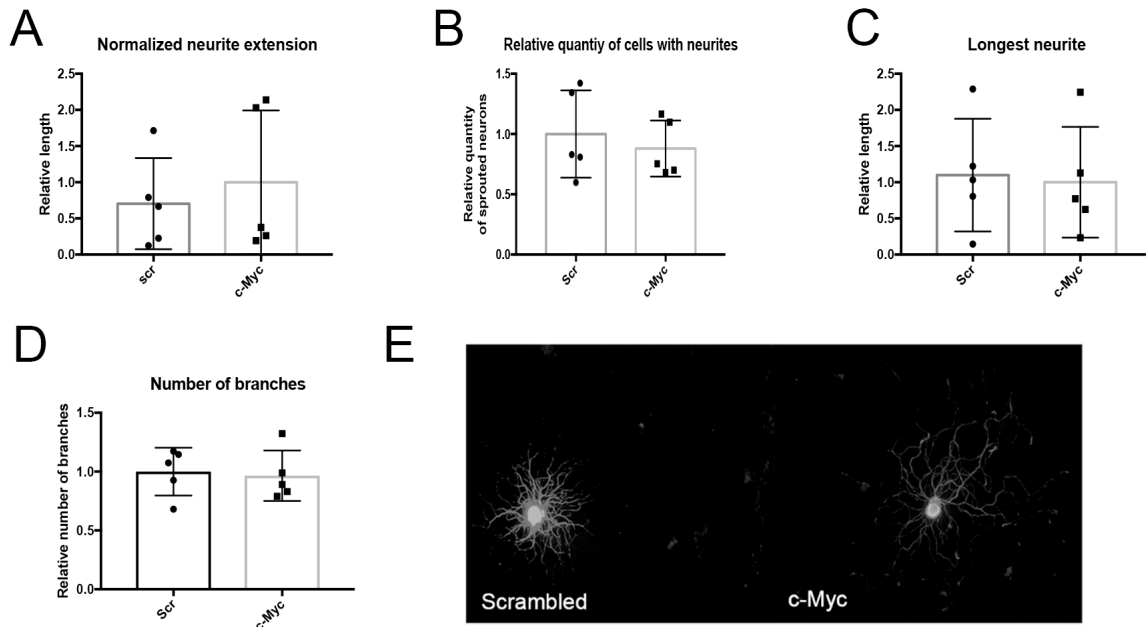 A
Normalized neurite extension
Relative length
2.5
2.0
1.5
1.0
0.5
0.0
scr
c-Myc
B
Relative quantiy of cells with neurites
Relative quantity
of sprouted neurons
1.5
1.0
0.5
0.0
Scr
c-Myc
C
Longest neurite
Relative length
2.5
2.0
1.5
1.0
0.5
0.0
Scr
c-Myc
D
Number of branches
Relative number of branches
1.5
1.0
0.5
0.0
Scr
c-Myc
E
Scrambled
c-Myc